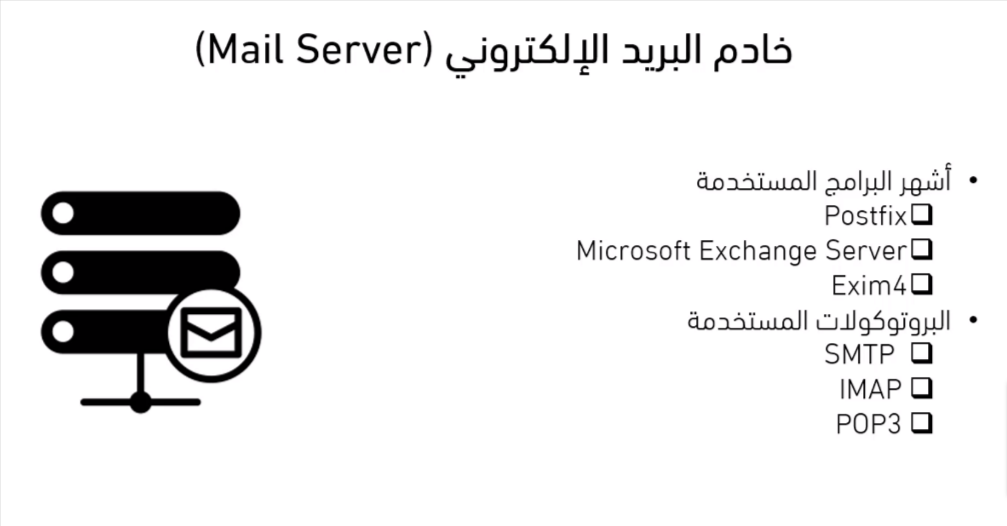 خادم البريد الإلكتروني (Mail Server)
• أشهر البرامج المستخدمة
❑Postfix
❑Microsoft Exchange Server
❑Exim4
• البروتوكولات المستخدمة
❑ SMTP
❑ IMAP
❑ POP3